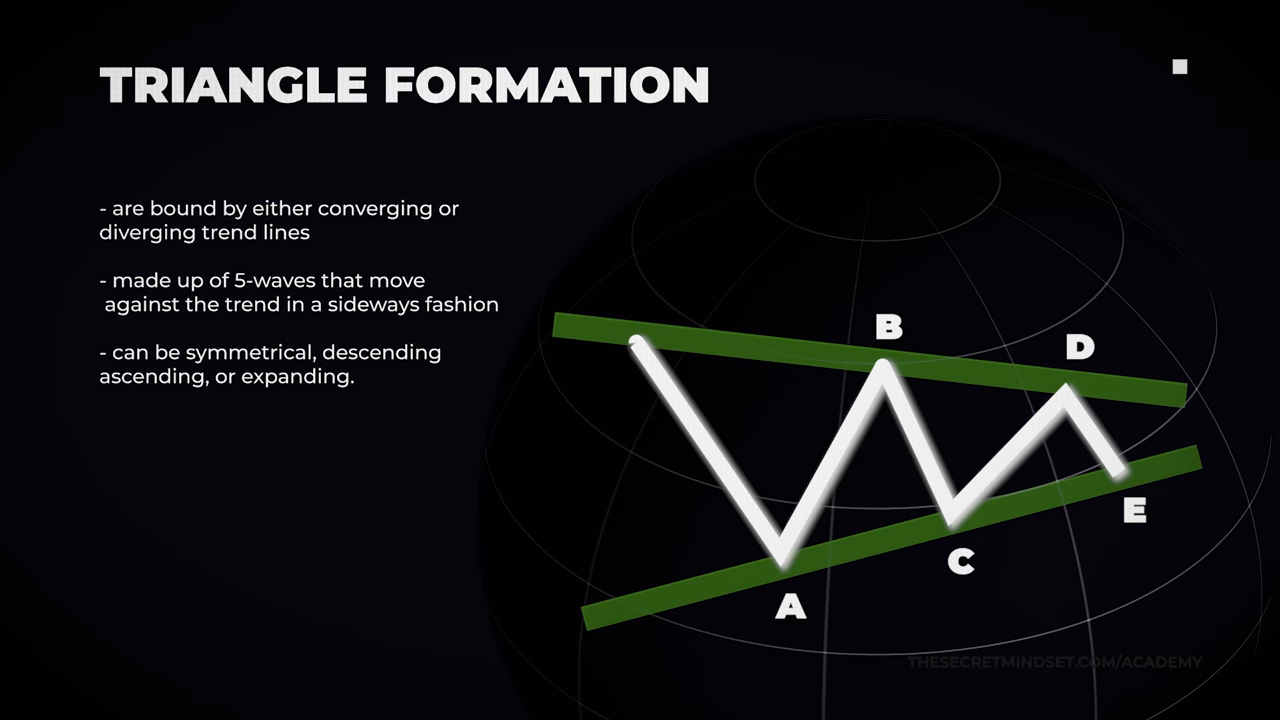 TRIANGLE FORMATION
- are bound by either converging or
diverging trend lines
- made up of 5-waves that move
against the trend in a sideways fashion
- can be symmetrical, descending
ascending, or expanding.
B
D
E
C
A
THESECRETMINDSET.COM/ACADEMY